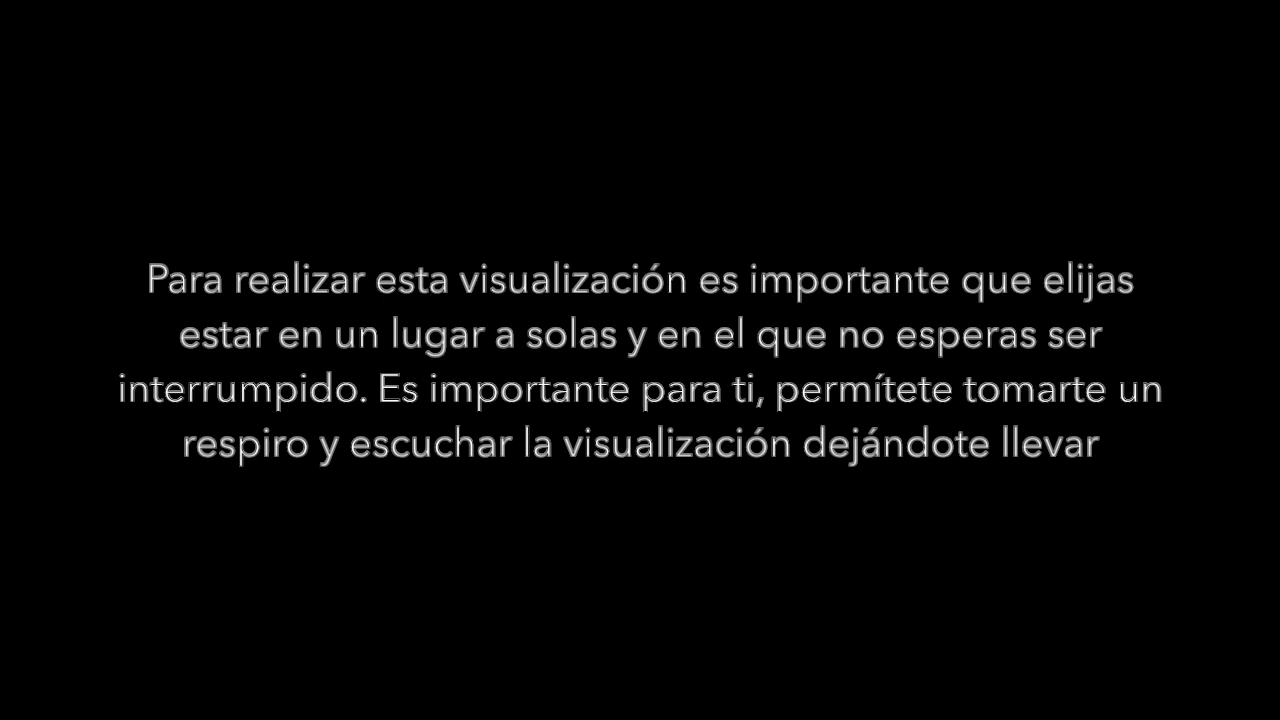 Para realizar esta visualización es importante que elijas
estar en un lugar a solas y en el que no esperas ser
interrumpido. Es importante para ti, permítete tomarte un
respiro y escuchar la visualización dejándote llevar